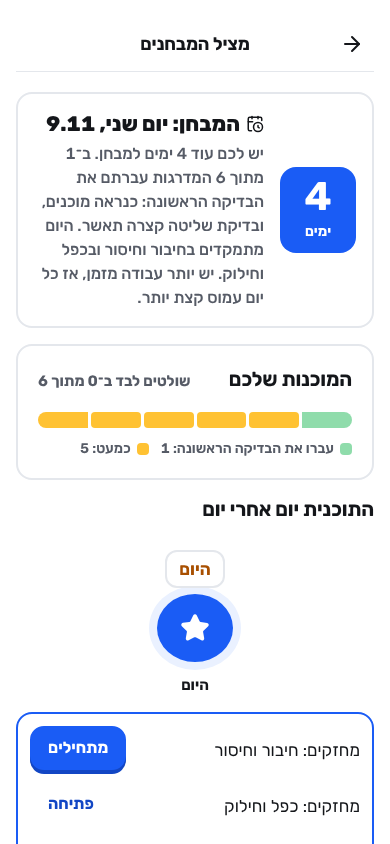 מציל המבחנים
המבחן: יום שני, 9.11
יש לכם עוד 4 ימים למבחן. ב־1
מתוך 6 המדרגות עברתם את
הבדיקה הראשונה: כנראה מוכנים,
ובדיקת שליטה קצרה תאשר. היום
מתמקדים בחיבור וחיסור ובכפל
וחילוק. יש יותר עבודה מזמן, אז כל
יום עמוס קצת יותר.
4
ימים
המוכנות שלכם
שולטים לבד ב־0 מתוך 6
עברו את הבדיקה הראשונה: 1
כמעט: 5
התוכנית יום אחרי יום
היום
היום
מחזקים: חיבור וחיסור
מתחילים
מחזקים: כפל וחילוק
פתיחה